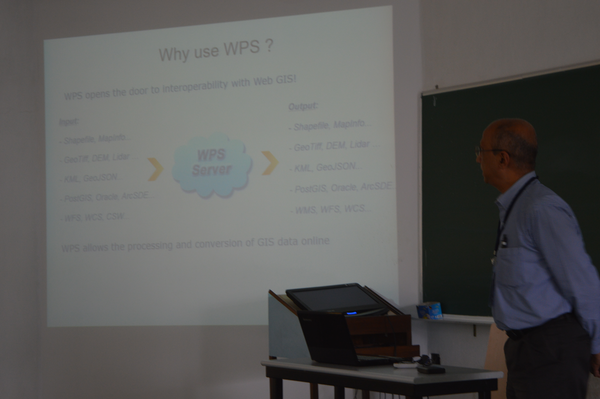 Why use WPS ?
WPS opens the door to interoperability with Web GIS!
Input:
- Shapefile, MapInfo..
- GeoTiff, DEM, Lidar
- KML, GeoJSON..
- PostGIS, Oracle, ArcSDE..
- WFS, WCS, CSW..
WPS
Server
Output:
- Shapefile, MapInfo..
- GeoTiff, DEM, Lidar
- KML, GeoJSON..
- PostGIS, Oracle, ArcSDE
- WMS, WFS, WCS..
WPS allows the processing and conversion of GIS data online